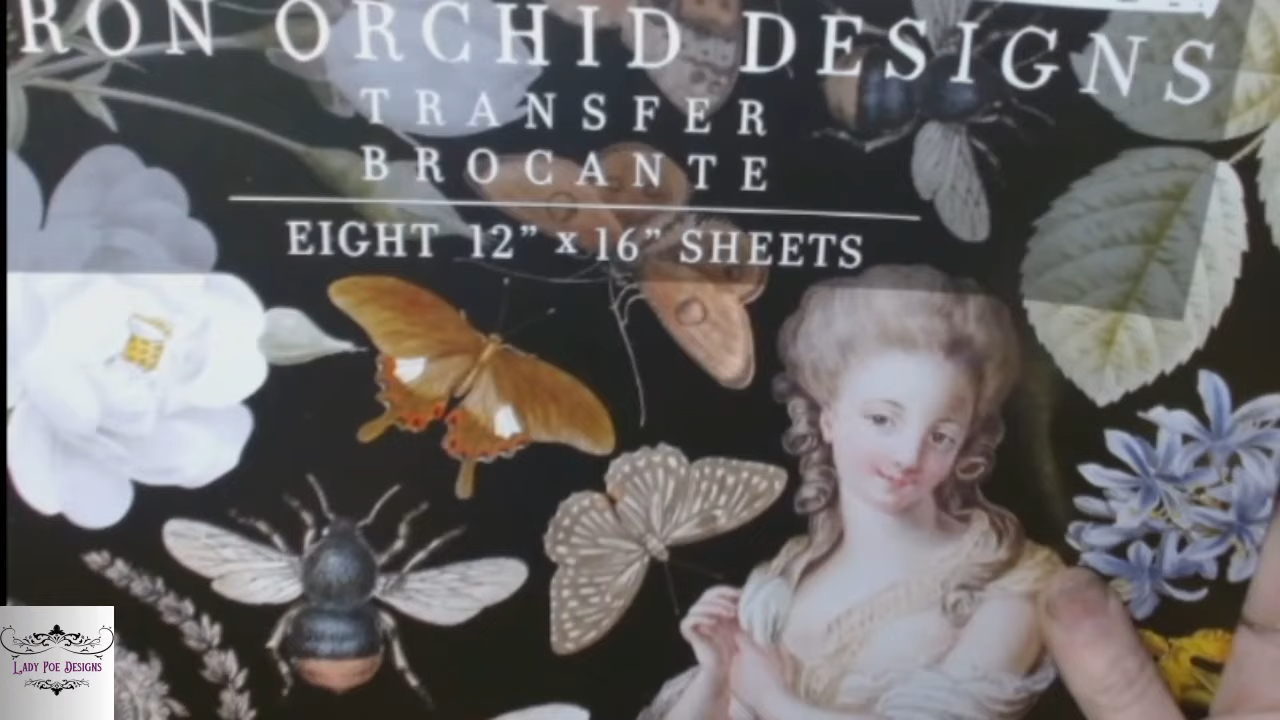 RON ORCHID DESIGNS
TRANSFER
BROCANTE
EIGHT 12” x 16” SHEETS
LADY POE DESIGNS